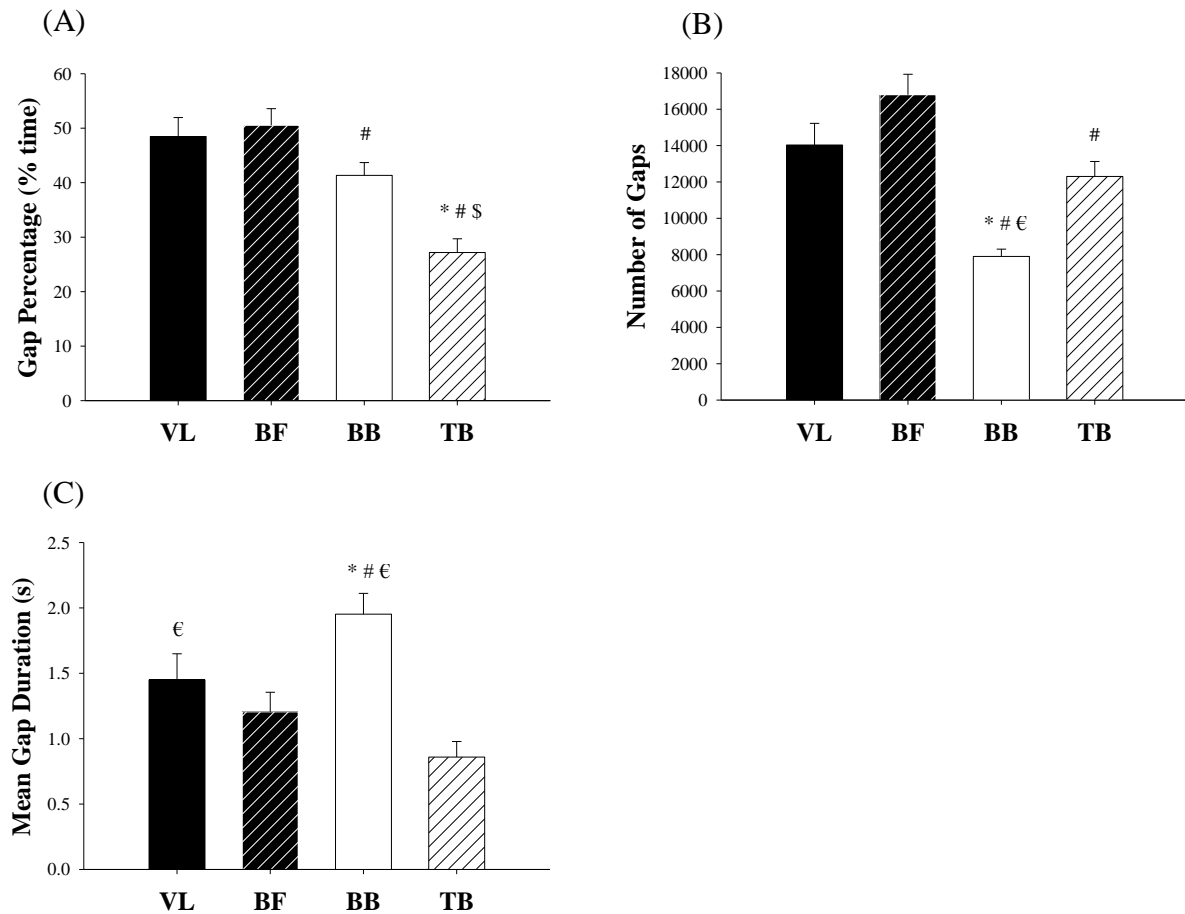 (A)
Gap Percentage (% time)
60
50
40
30
20
10
0
#
* # $
VL BF BB TB
(B)
Number of Gaps
18000
16000
14000
12000
10000
8000
6000
4000
2000
0
* # €
#
VL BF BB TB
(C)
Mean Gap Duration (s)
2.5
2.0
1.5
1.0
0.5
0.0
€
* # €
VL BF BB TB